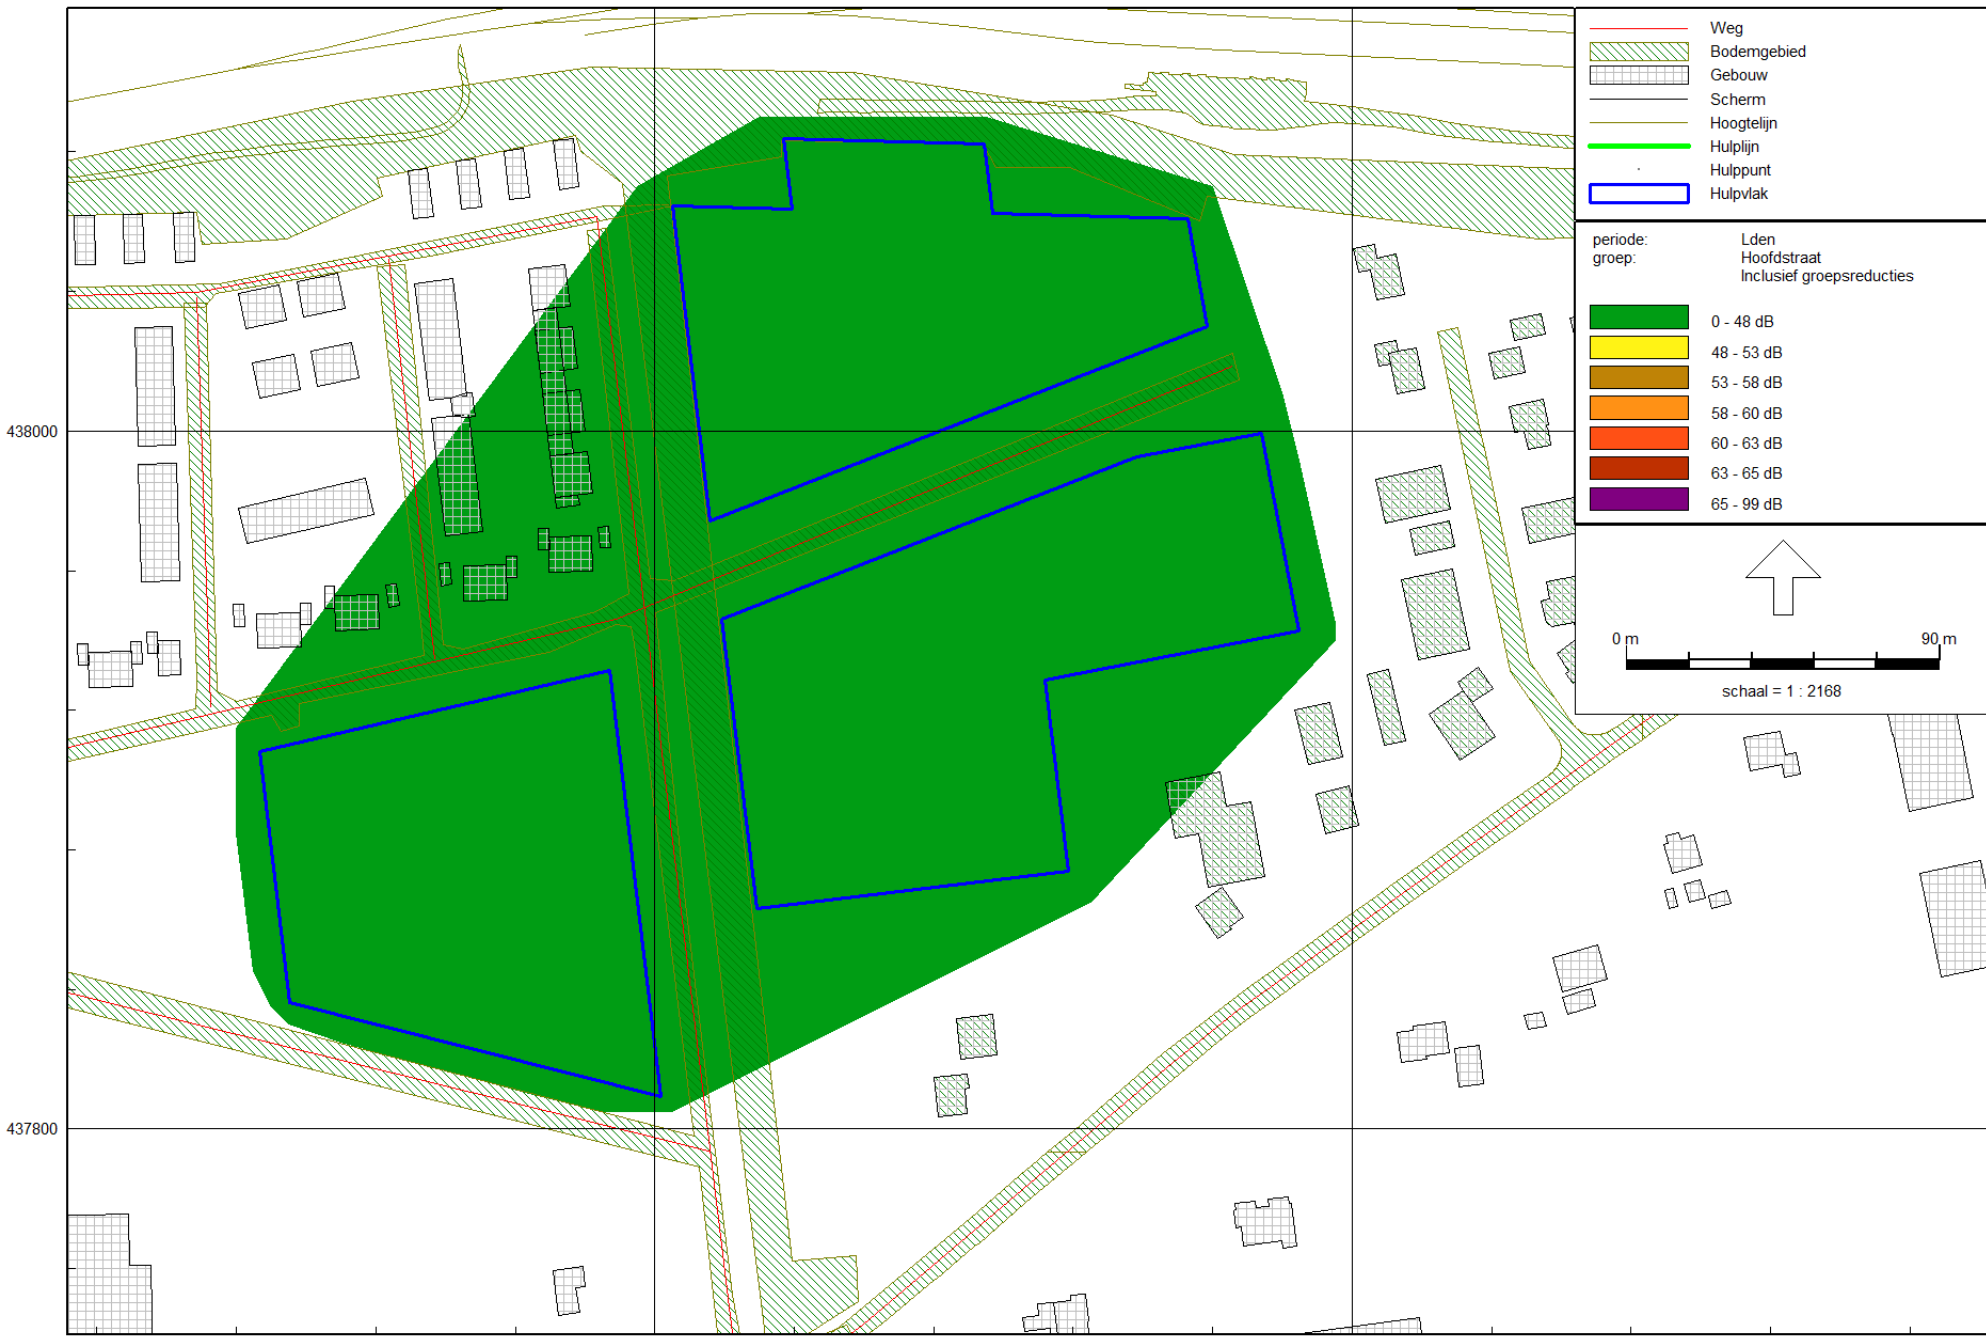 Weg
Bodemgebied
Gebouw
Scherm
Hoogtelijn
Hulplijn
Hulppunt
Hulpvlak
periode: Lden
groep: Hoofdstraat
Inclusief groepsreducties
0 - 48 dB
48 - 53 dB
53 - 58 dB
58 - 60 dB
60 - 63 dB
63 - 65 dB
65 - 99 dB
0 m 90 m
schaal = 1 : 2168
438000
437800